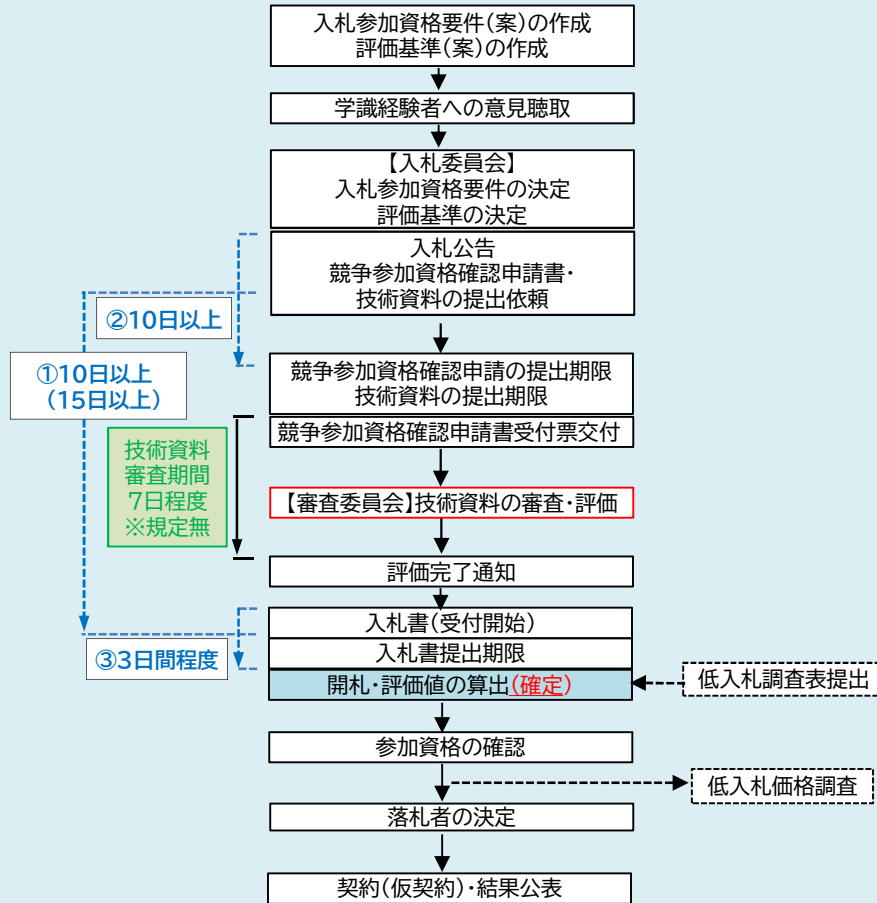 入札参加資格要件(案)の作成
評価基準(案)の作成
学識経験者への意見聴取
【入札委員会】
入札参加資格要件の決定
評価基準の決定
入札公告
競争参加資格確認申請書・
技術資料の提出依頼
②10日以上
①10日以上
(15日以上)
競争参加資格確認申請の提出期限
技術資料の提出期限
競争参加資格確認申請書受付票交付
技術資料
審査期間
7日程度
※規定無
【審査委員会】技術資料の審査・評価
評価完了通知
入札書(受付開始)
③3日間程度
入札書提出期限
開札・評価値の算出(確定)
低入札調査表提出
参加資格の確認
低入札価格調査
落札者の決定
契約(仮契約)・結果公表